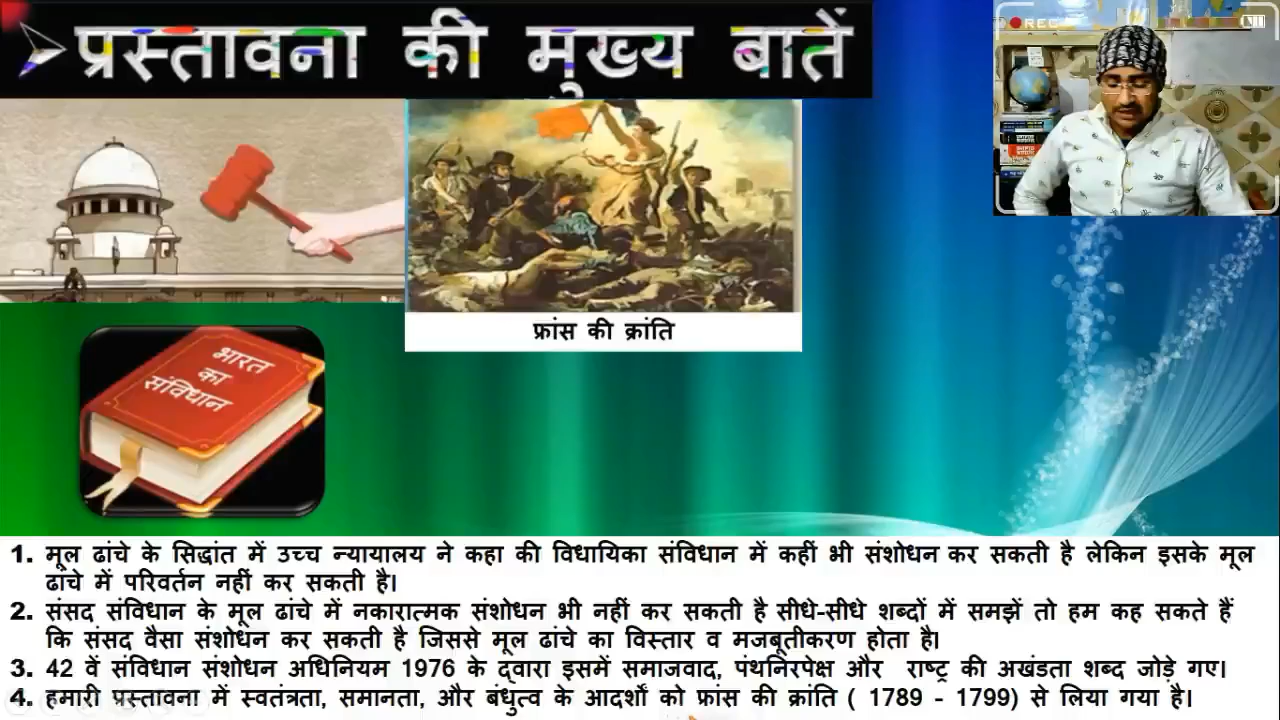 प्रस्तावना की मुख्य बातें
REC
फ्रांस की क्रांति
भारत
का
संविधान
1. मूल ढांचे के सिद्धांत में उच्च न्यायालय ने कहा की विधायिका संविधान में कहीं भी संशोधन कर सकती है लेकिन इसके मूल
ढाचे में परिवर्तन नहीं कर सकती है।
2. संसद संविधान के मूल ढांचे में नकारात्मक संशोधन भी नहीं कर सकती है सीधे-सीधे शब्दों में समझें तो हम कह सकते हैं
कि संसद वैसा संशोधन कर सकती है जिससे मूल ढांचे का विस्तार व मजबूतीकरण होता है।
3. 42 वें संविधान संशोधन अधिनियम 1976 के द्वारा इसमें समाजवाद, पंथनिरपेक्ष और राष्ट्र की अखंडता शब्द जोड़े गए।
4. हमारी प्रस्तावना में स्वतंत्रता, समानता, और बंधुत्व के आदर्शों को फ्रांस की क्रांति ( 1789 - 1799) से लिया गया है।